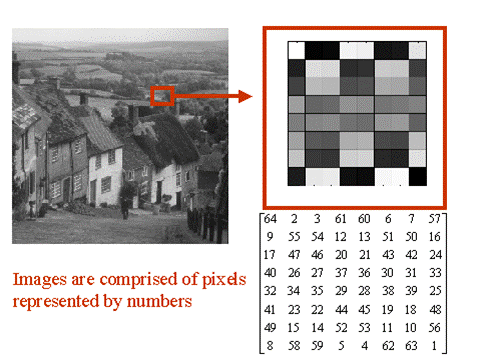 64 2 3 61 60 6 7 57
9 55 54 12 13 51 50 16
17 47 46 20 21 43 42 24
40 26 27 37 36 30 31 33
32 34 35 29 28 38 39 25
41 23 22 44 45 19 18 48
49 15 14 52 53 11 10 56
8 58 59 5 4 62 63 1
Images are comprised of pixels
represented by numbers